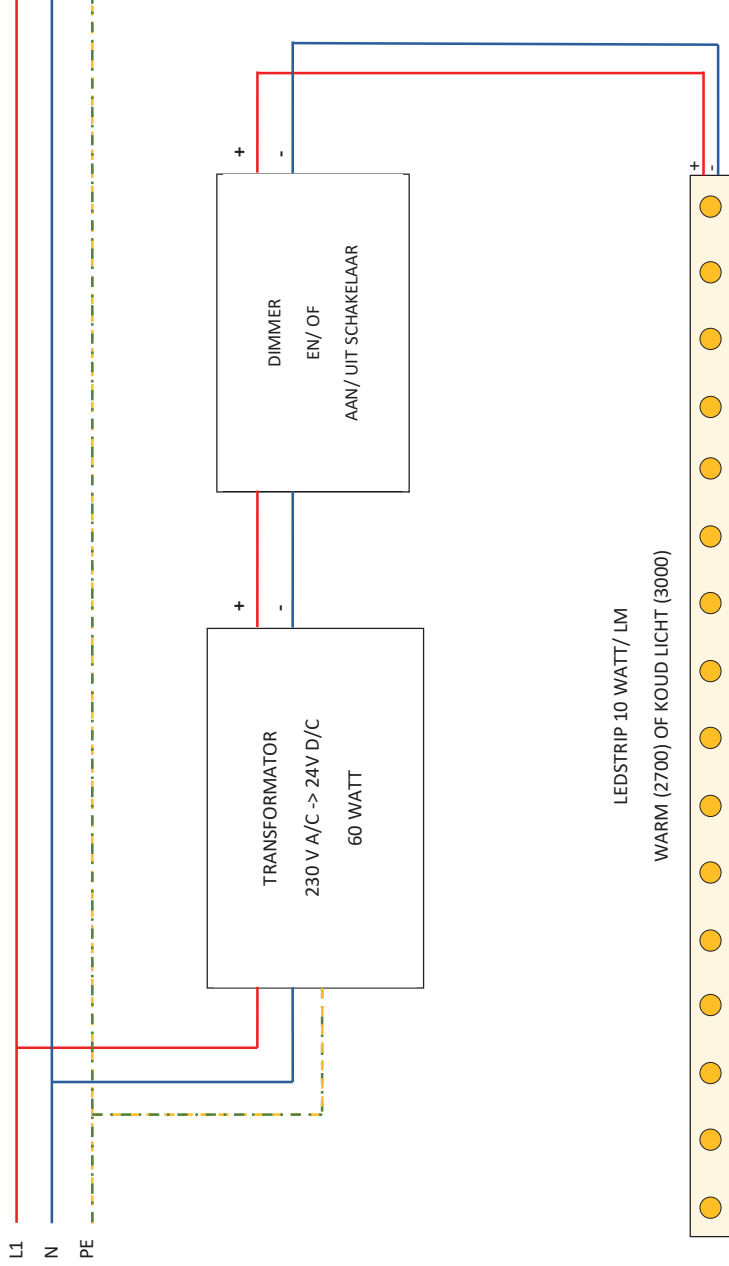 L1
N
PE
TRANSFORMATOR
230 V A/C -> 24V D/C
60 WATT
+
-
DIMMER
EN/ OF
AAN/ UIT SCHAKELAAR
+
-
LEDSTRIP 10 WATT/ LM
WARM (2700) OF KOUD LICHT (3000)
+
-